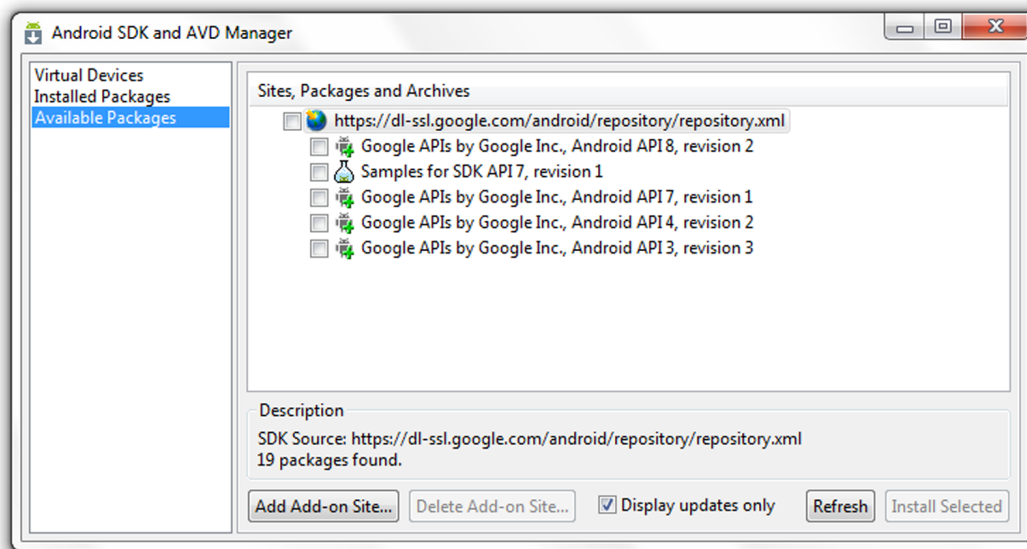 Android SDK and AVD Manager
Virtual Devices
Installed Packages
Available Packages
Sites, Packages and Archives
https://dl-ssl.google.com/android/repository/repository.xml
Google APIs by Google Inc., Android API 8, revision 2
Samples for SDK API 7, revision 1
Google APIs by Google Inc., Android API 7, revision 1
Google APIs by Google Inc., Android API 4, revision 2
Google APIs by Google Inc., Android API 3, revision 3
Description
SDK Source: https://dl-ssl.google.com/android/repository/repository.xml
19 packages found.
Add Add-on Site... Delete Add-on Site... Display updates only Refresh Install Selected